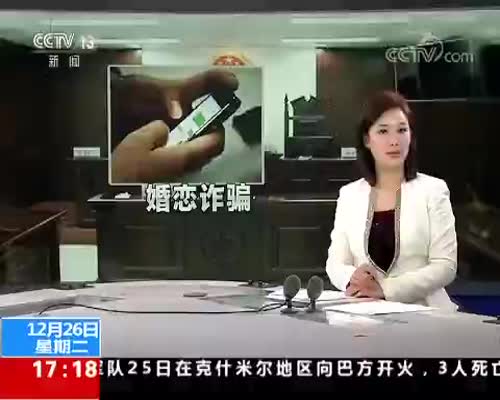 CCTV 13
新闻
CCTV.com
婚恋诈骗
12月26日
星期二
17:18
队25日在克什米尔地区向巴方开火，3人死亡